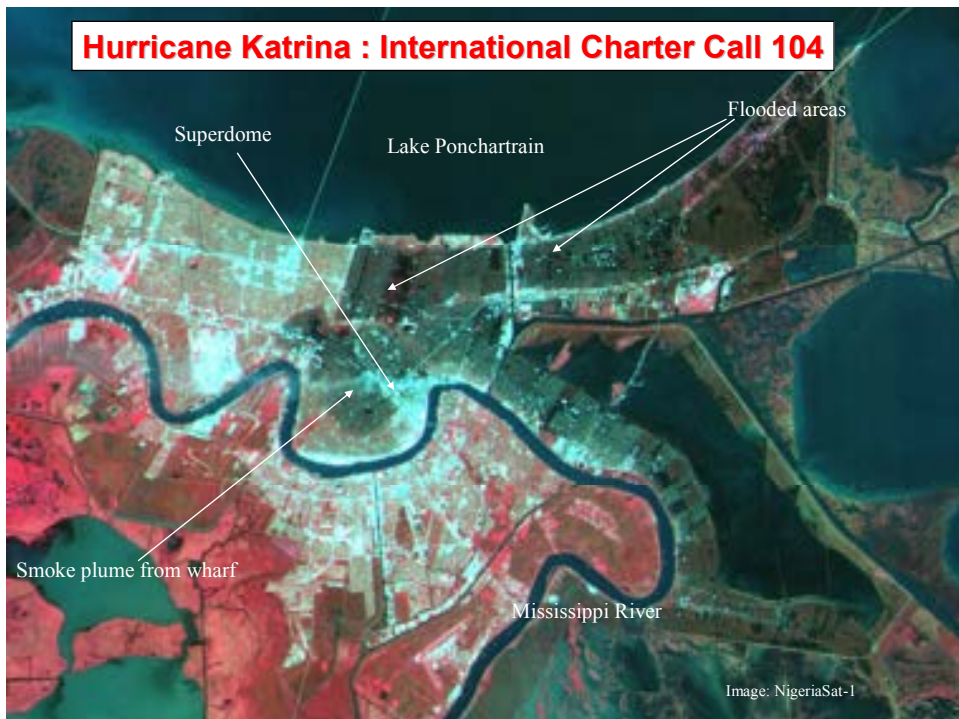 Hurricane Katrina : International Charter Call 104
Flooded areas
Superdome
Lake Ponchartrain
Smoke plume from wharf
Mississippi River
Image: NigeriaSat-1